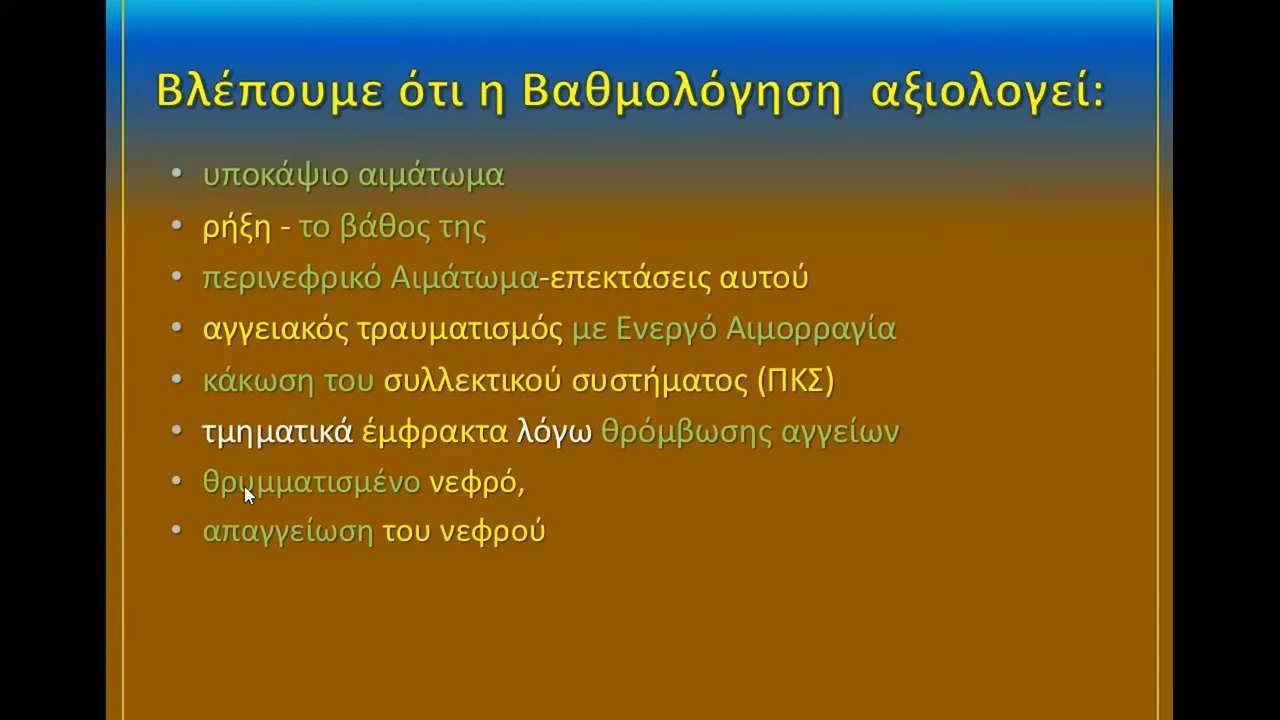 Βλέπουμε ότι η Βαθμολόγηση αξιολογεί:
• υποκάψιο αιμάτωμα
• ρήξη - το βάθος της
• περινεφρικό Αιμάτωμα-επεκτάσεις αυτού
• αγγειακός τραυματισμός με Ενεργό Αιμορραγία
• κάκωση του συλλεκτικού συστήματος (ΠΚΣ)
• τμηματικά έμφρακτα λόγω θρόμβωσης αγγείων
• θρυμματισμένο νεφρό,
• απαγγείωση του νεφρού